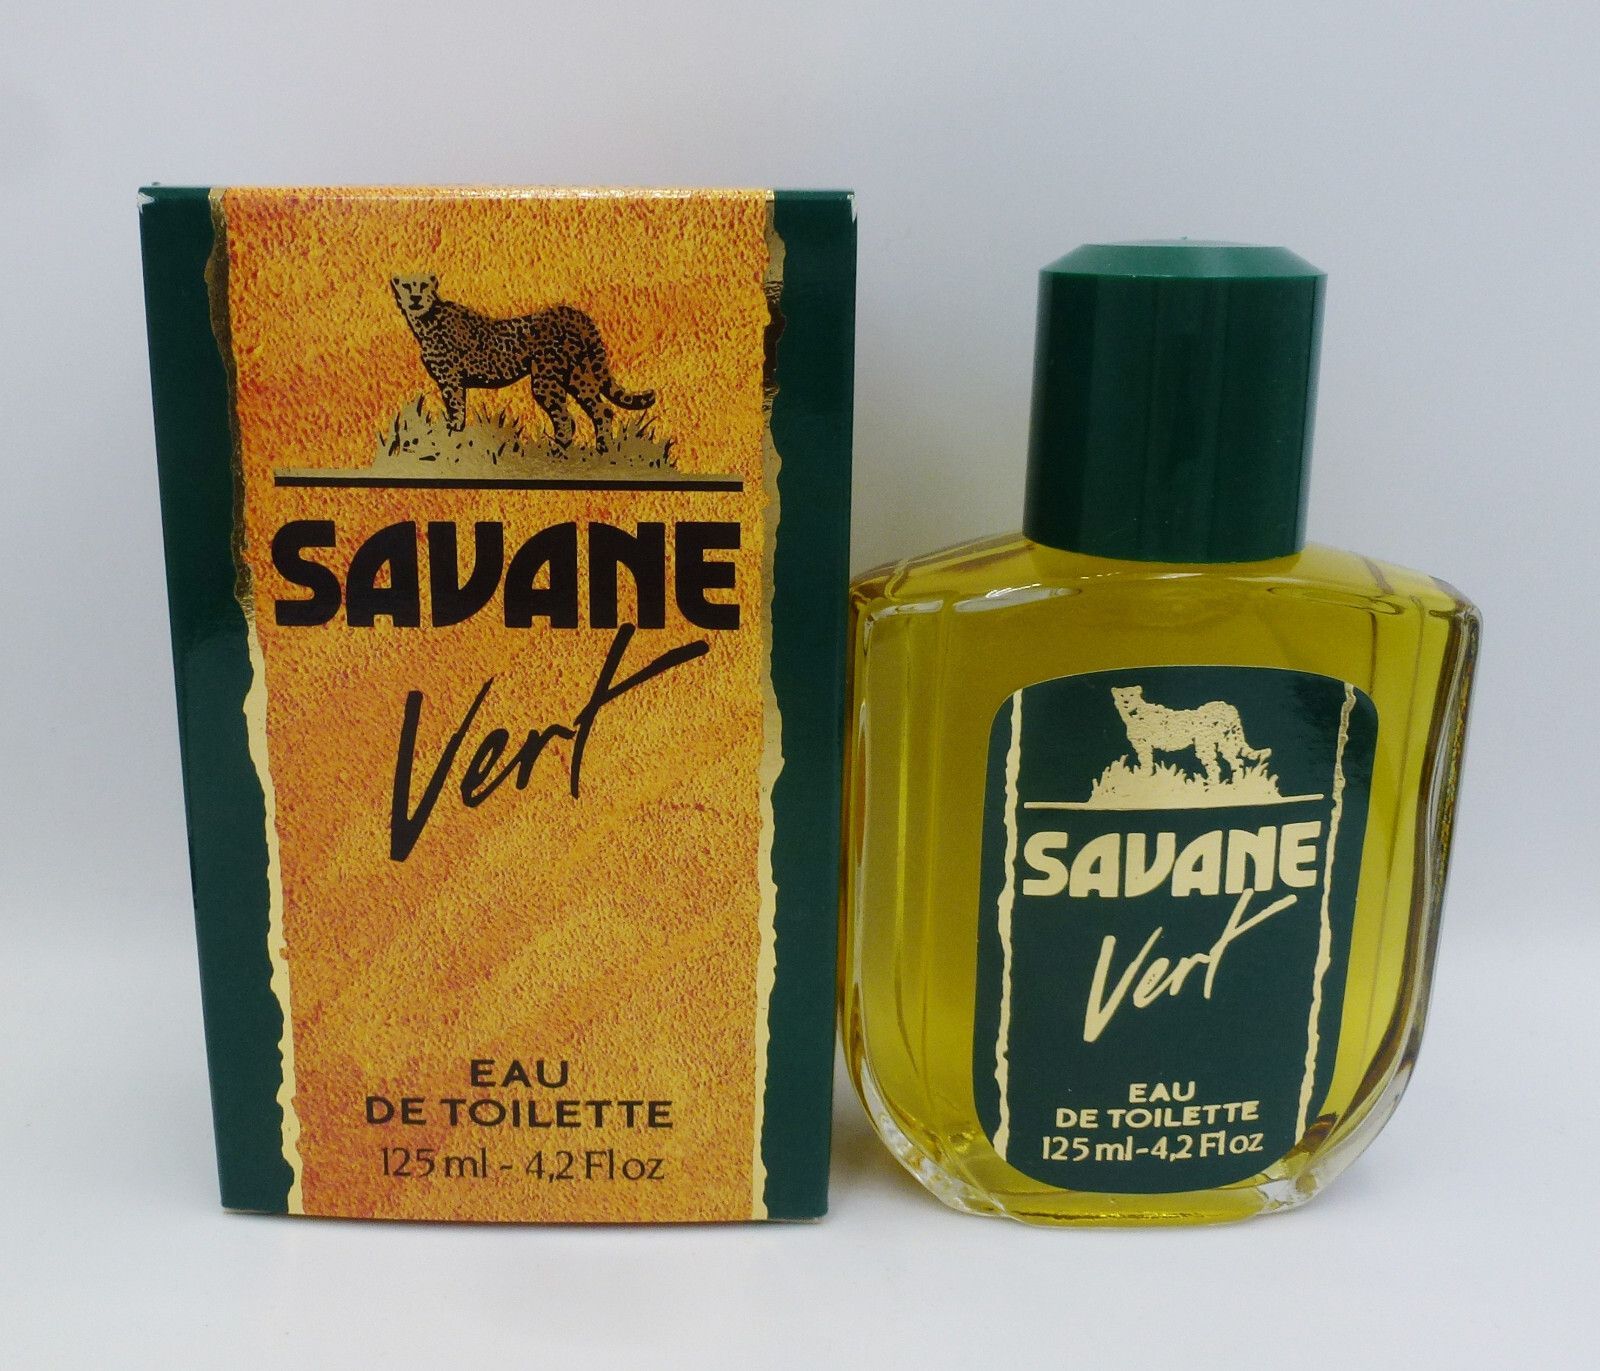 SAVANE
Vert
EAU
DE TOILETTE
125 ml - 4,2 Fl oz
SAVANE
Vert
EAU
DE TOILETTE
125 ml-4,2 Fl oz